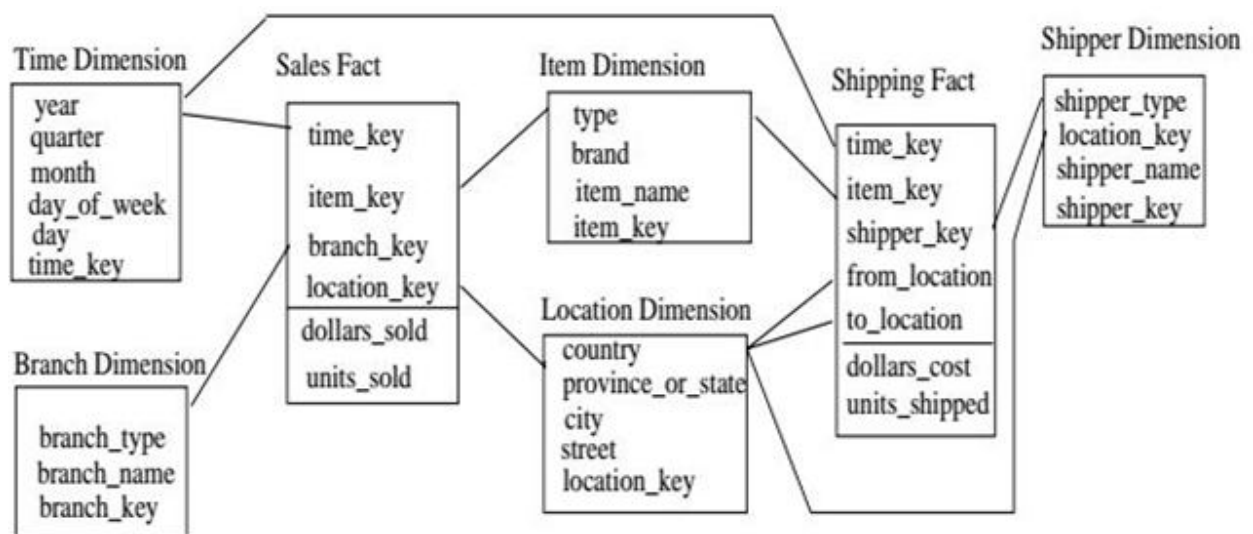 Time Dimension
year
quarter
month
day_of_week
day
time_key
Branch Dimension
branch_type
branch_name
branch_key
Sales Fact
time_key
item_key
branch_key
location_key
dollars_sold
units_sold
Item Dimension
type
brand
item_name
item_key
Location Dimension
country
province_or_state
city
street
location_key
Shipping Fact
time_key
item_key
shipper_key
from_location
to_location
dollars_cost
units_shipped
Shipper Dimension
shipper_type
location_key
shipper_name
shipper_key